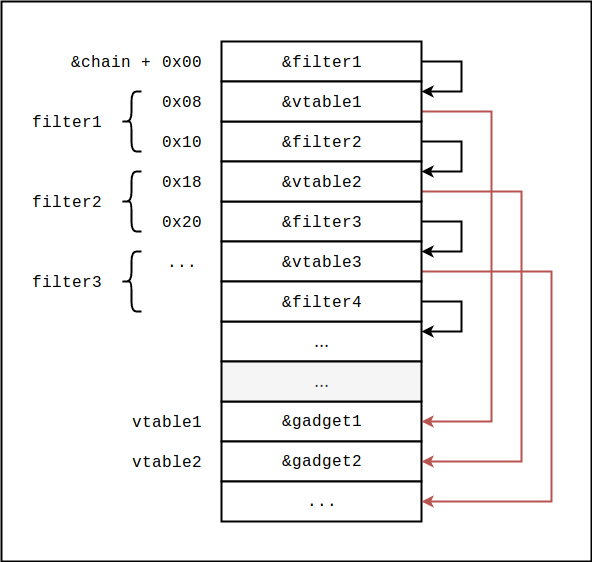 &chain + 0x00 &filter1
0x08 &vtable1
filter1
0x10 &filter2
0x18 &vtable2
filter2
0x20 &filter3
... &vtable3
filter3
&filter4
...
...
vtable1 &gadget1
vtable2 &gadget2
...